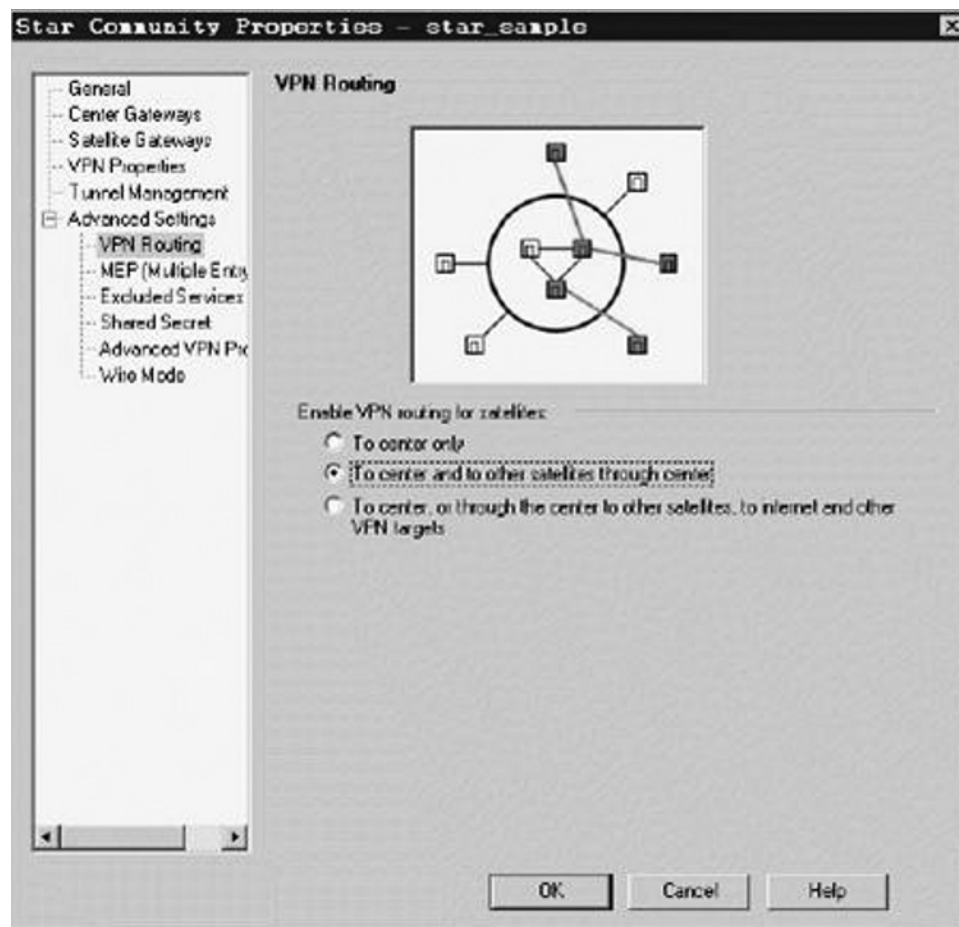 Star Community Properties - star_sample
General
Center Gateways
Satellite Gateways
VPN Properties
Tunnel Management
Advanced Settings
VPN Routing
MEP (Multiple Entry
Excluded Services
Shared Secret
Advanced VPN Pro
Wire Mode
VPN Routing
Enable VPN routing for satellites:
To center only
To center and to other satellites through center
To center, or through the center to other satellites, to internet and other
VPN targets
OK
Cancel
Help